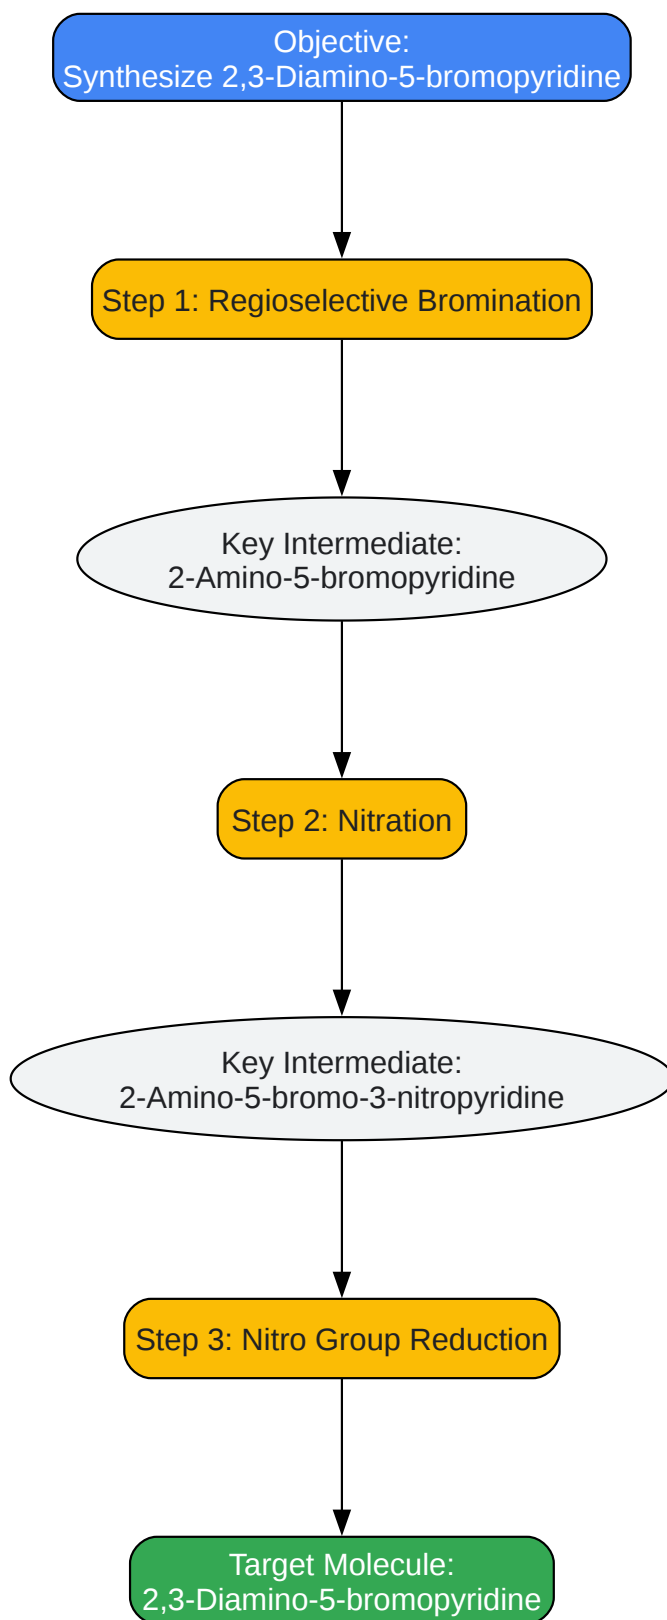 Objective:
Synthesize 2,3-Diamino-5-bromopyridine
Step 1: Regioselective Bromination
Key Intermediate:
2-Amino-5-bromopyridine
Step 2: Nitration
Key Intermediate:
2-Amino-5-bromo-3-nitropyridine
Step 3: Nitro Group Reduction
Target Molecule:
2,3-Diamino-5-bromopyridine